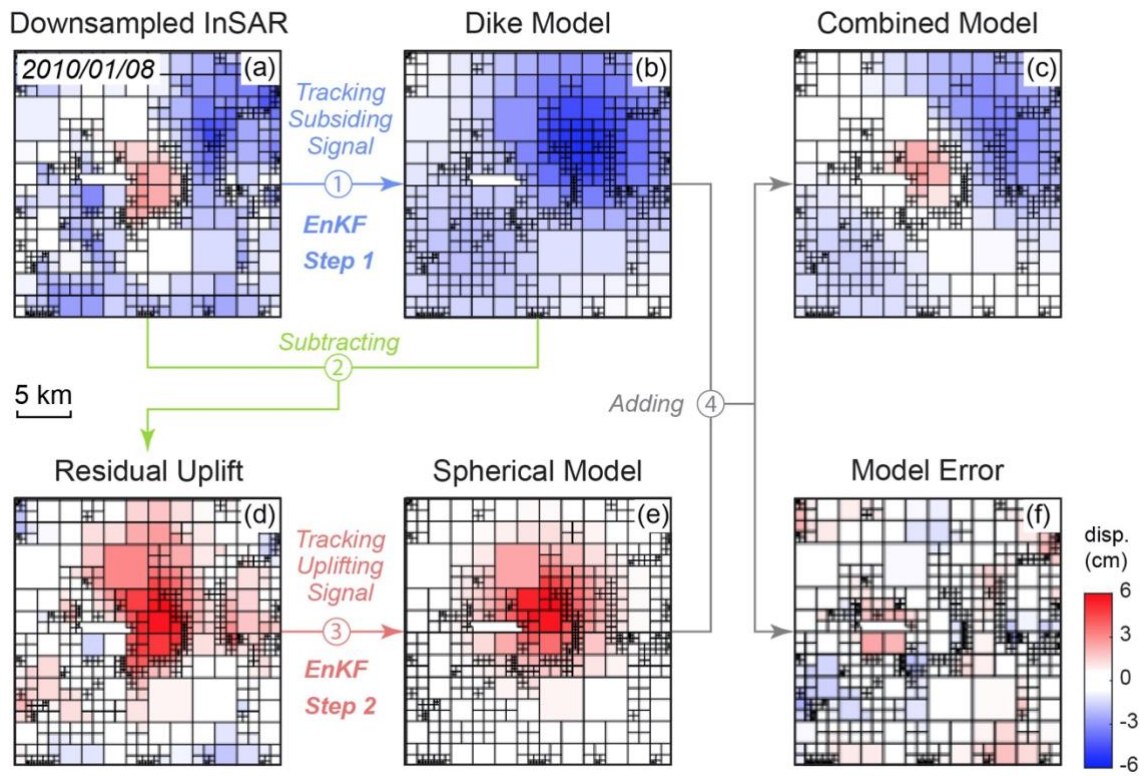 Downsampled InSAR
Dike Model
Combined Model
2010/01/08
(a)
(b)
(c)
Tracking
Subsiding
Signal
1
EnKF
Step 1
Subtracting
2
5 km
Adding
4
Residual Uplift
Spherical Model
Model Error
(d)
(e)
(f)
Tracking
Uplifting
Signal
3
EnKF
Step 2
disp.
(cm)
6
3
0
-3
-6